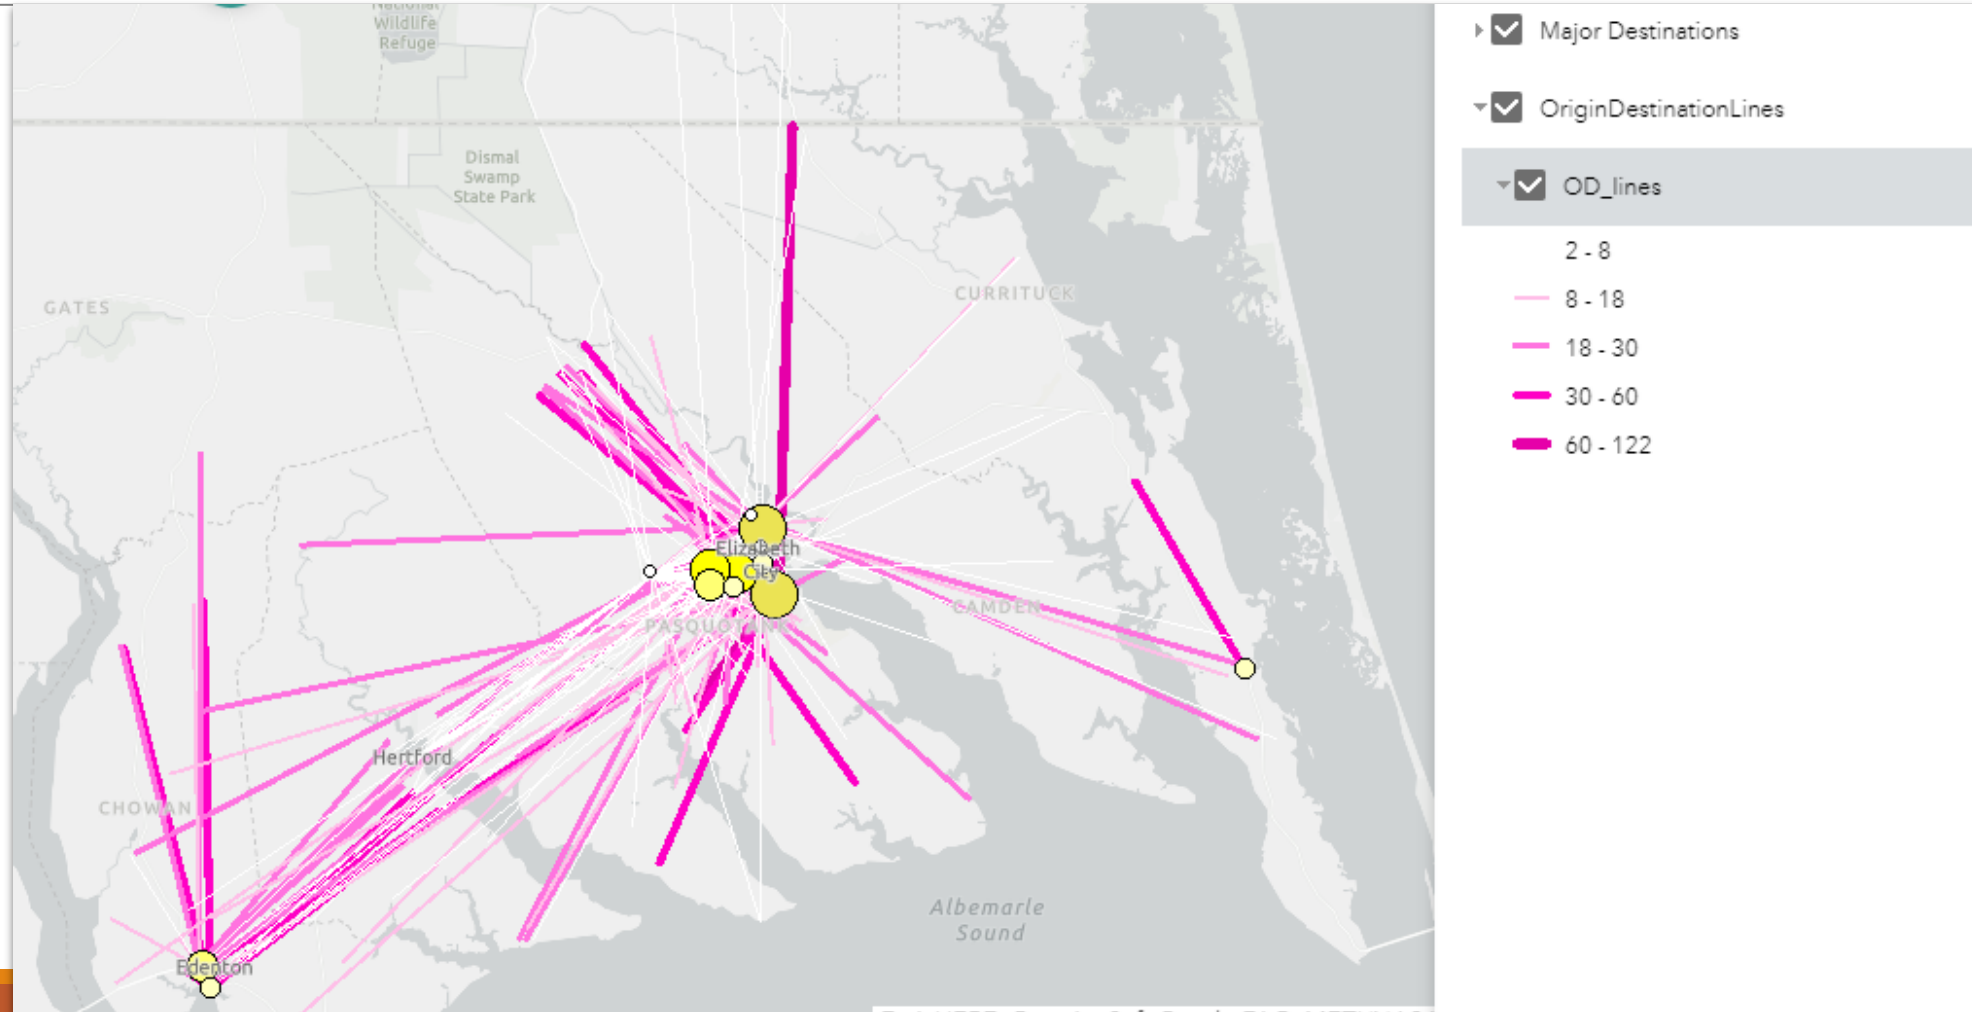 National
Wildlife
Refuge
Dismal
Swamp
State Park
GATES
CURRITUCK
Elizabeth
City
CAMDEN
PASQUOTANK
Hertford
CHOWAN
Albemarle
Sound
Edenton
Major Destinations
OriginDestinationLines
OD_lines
2 - 8
8 - 18
18 - 30
30 - 60
60 - 122